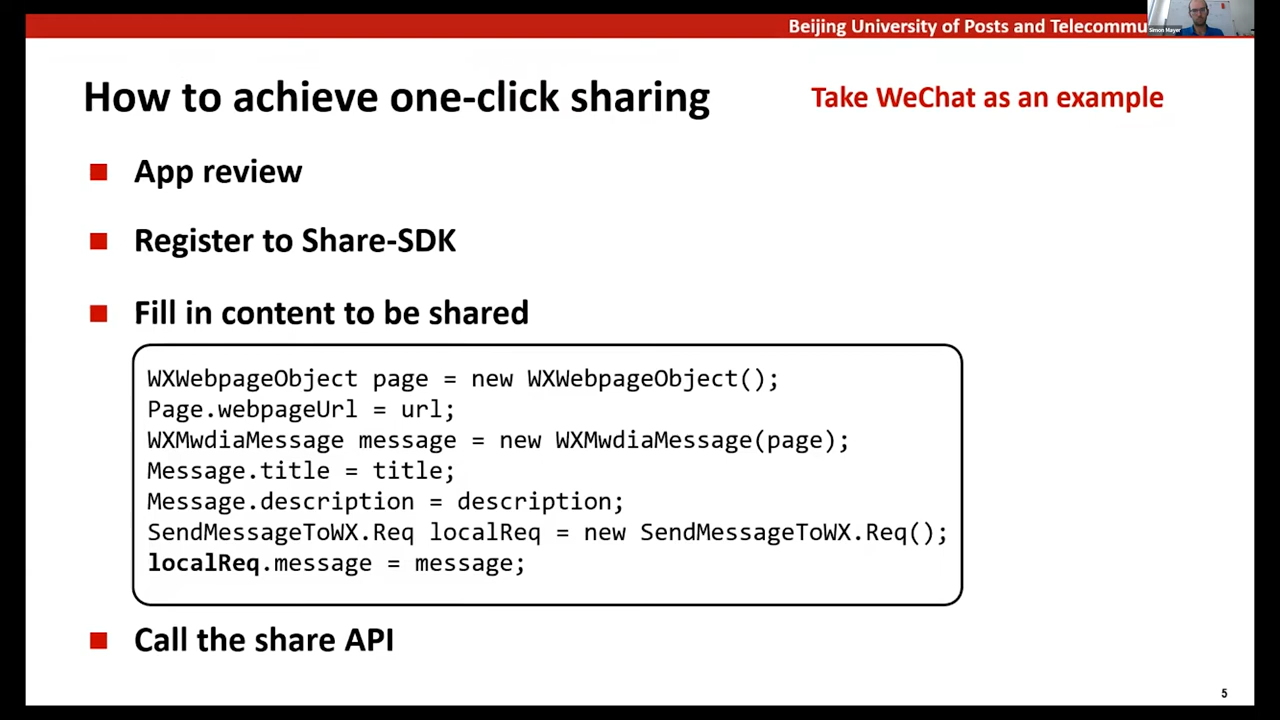 Beijing University of Posts and Telecommu
Simon Mayer
How to achieve one-click sharing
Take WeChat as an example
App review
Register to Share-SDK
Fill in content to be shared
WXWebpageObject page = new WXWebpageObject();
Page.webpageUrl = url;
WXMwdiaMessage message = new WXMwdiaMessage(page);
Message.title = title;
Message.description = description;
SendMessageToWX.Req localReq = new SendMessageToWX.Req();
localReq.message = message;
Call the share API
5